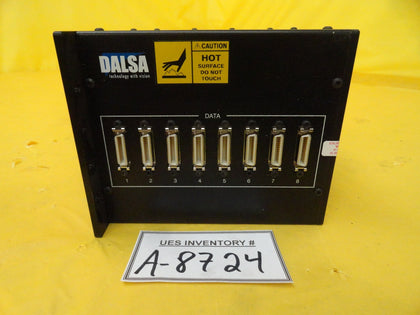 DALSA
technology with vision
CAUTION
HOT
SURFACE
DO NOT
TOUCH
DATA
1 2 3 4 5 6 7 8
UES INVENTORY #
A-8724